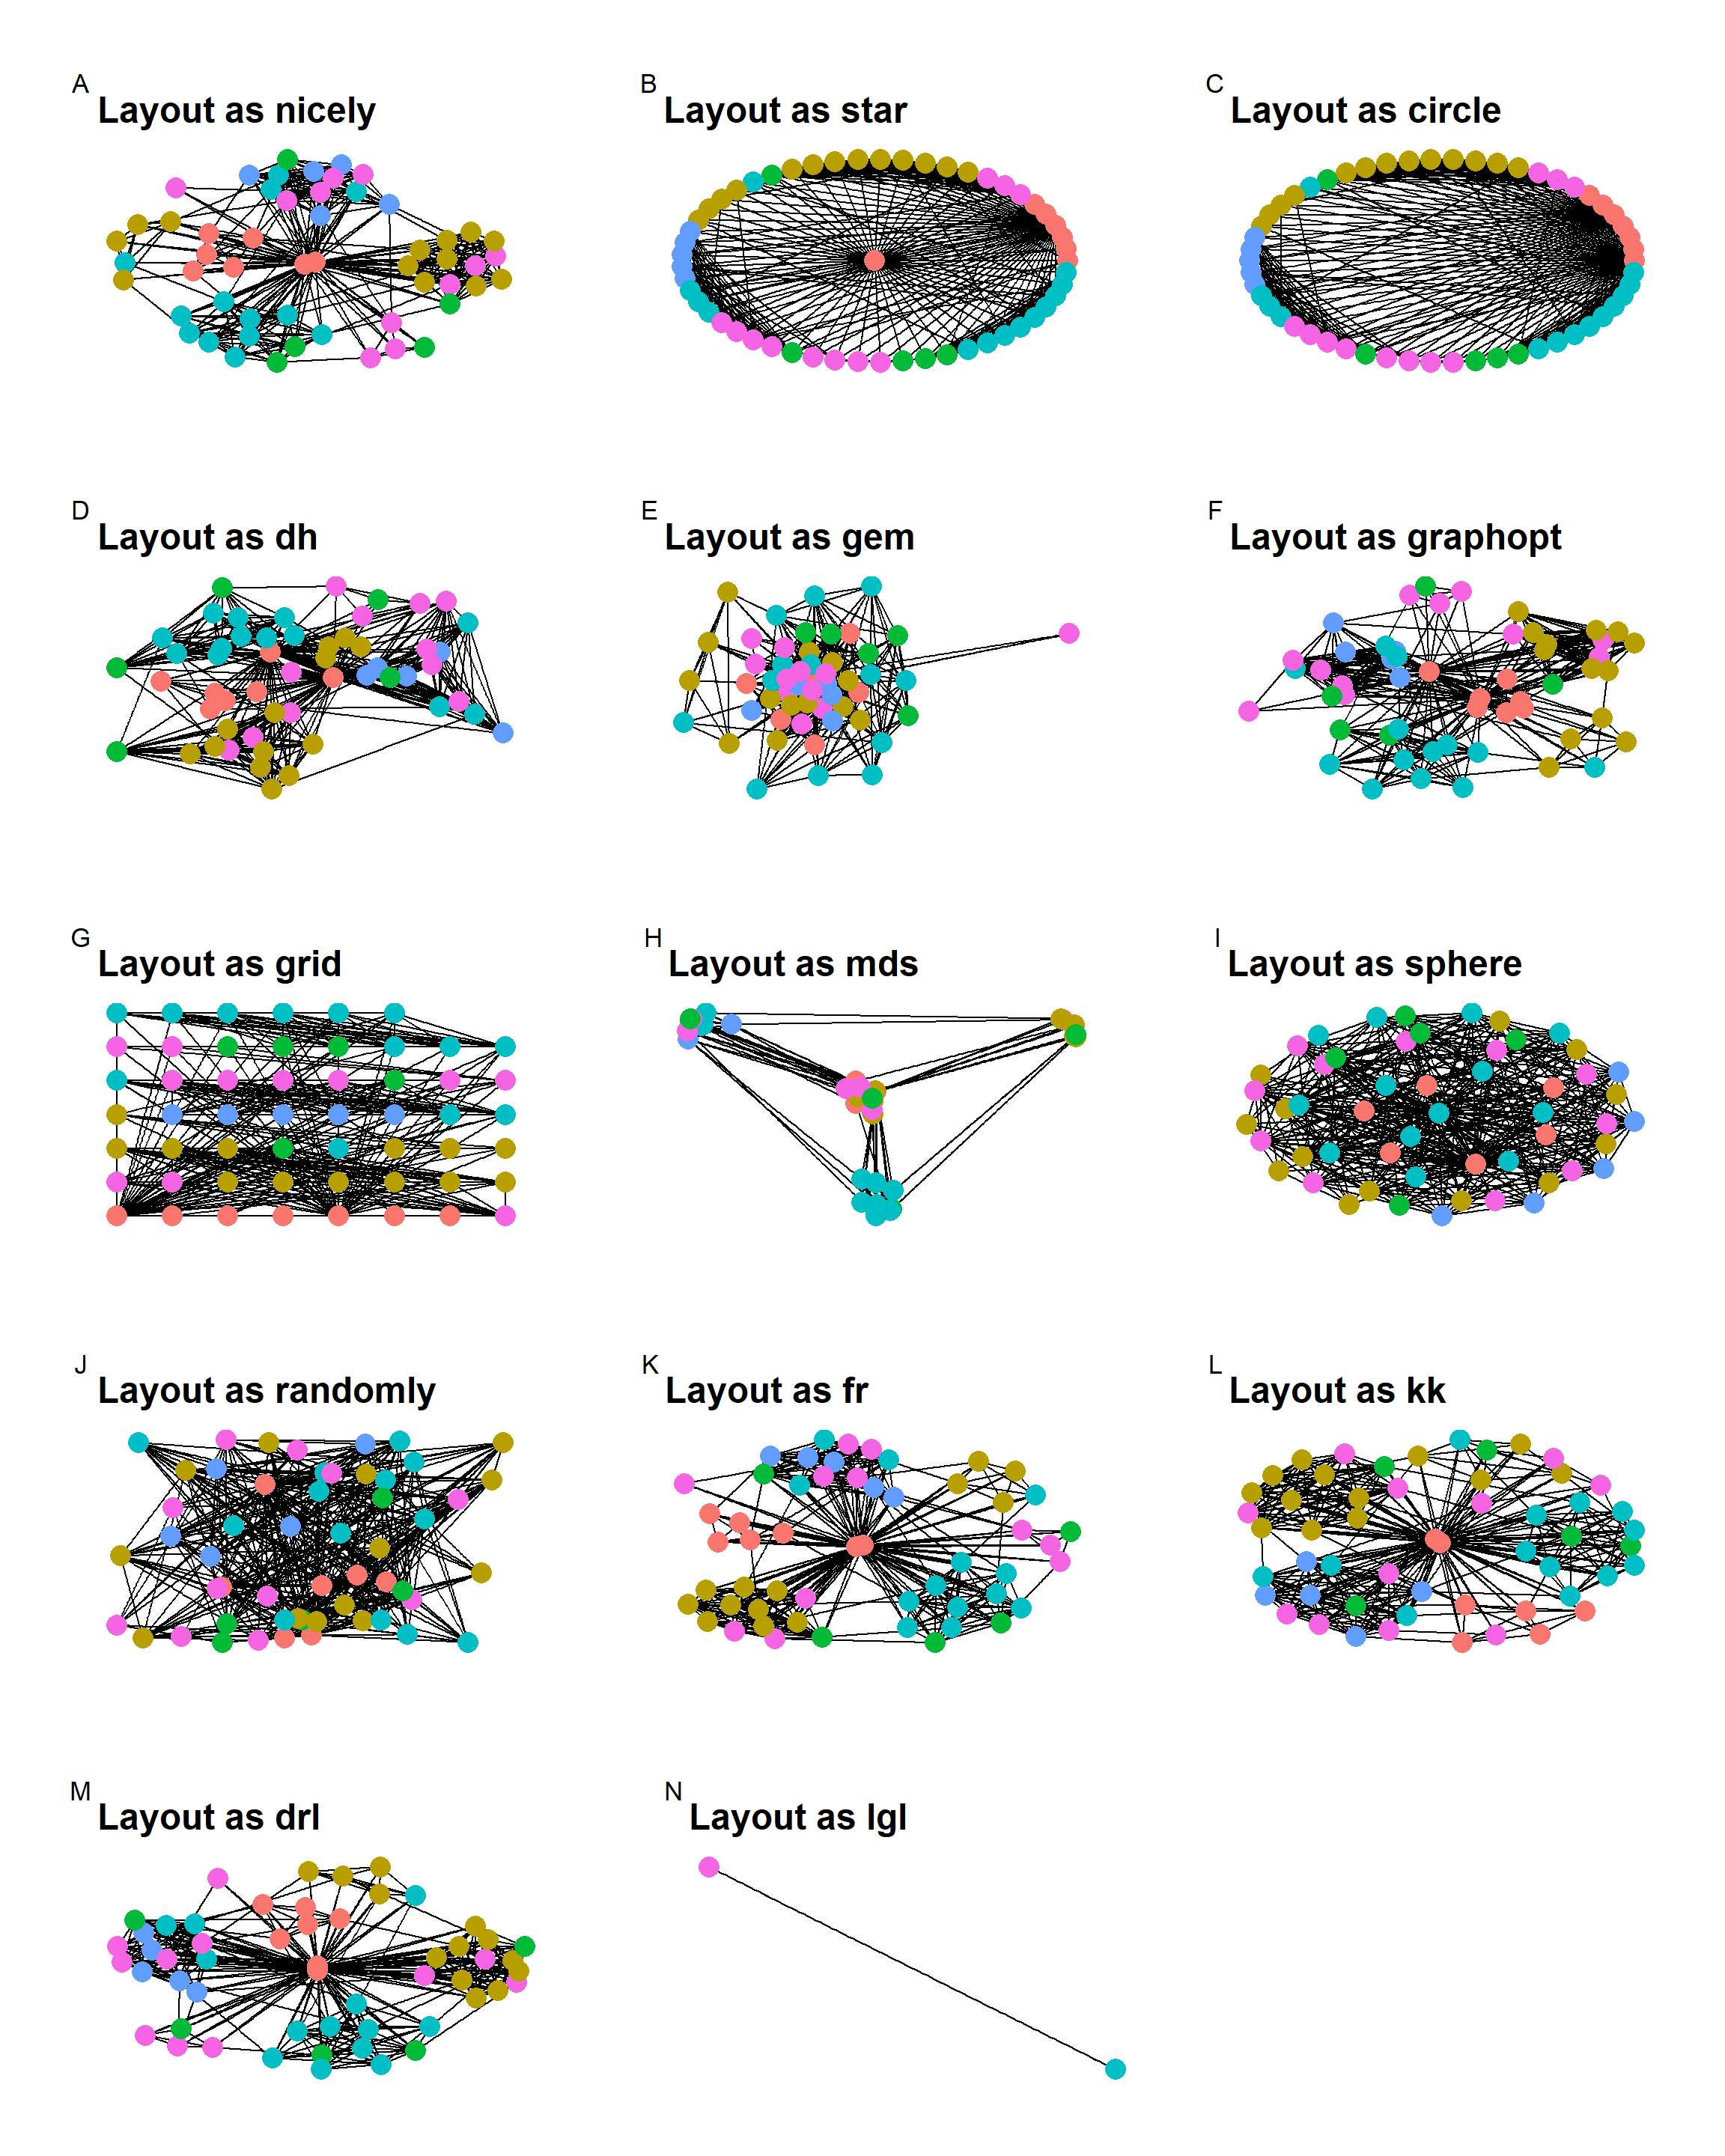 A
Layout as nicely
B
Layout as star
C
Layout as circle
D
Layout as dh
E
Layout as gem
F
Layout as graphopt
G
Layout as grid
H
Layout as mds
I
Layout as sphere
J
Layout as randomly
K
Layout as fr
L
Layout as kk
M
Layout as drl
N
Layout as lgl